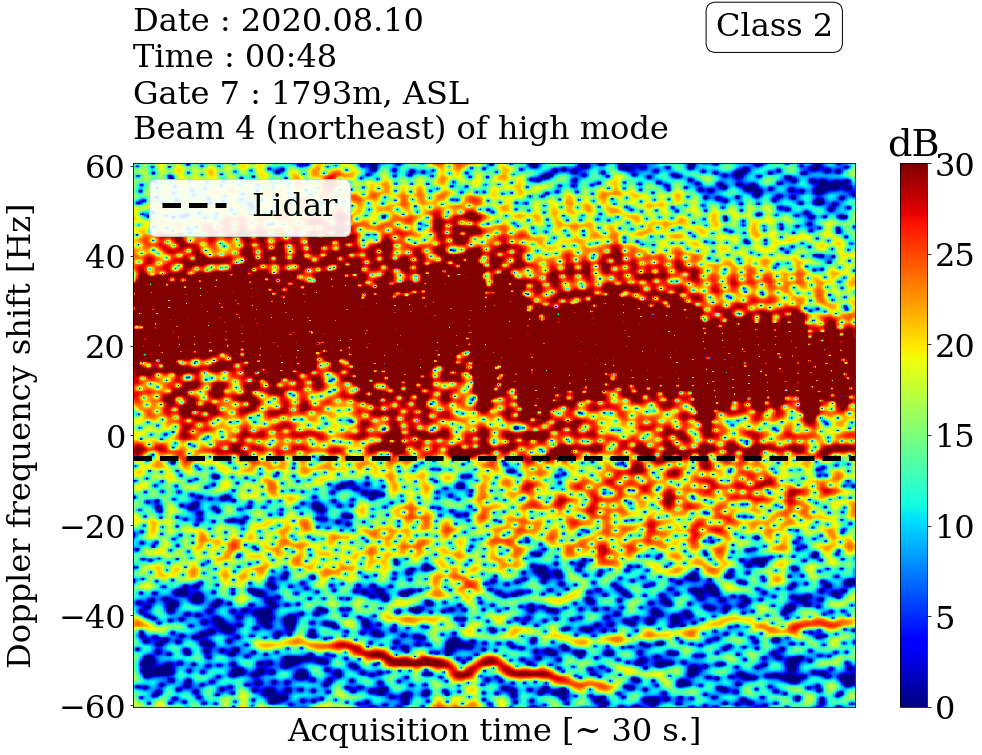 Date : 2020.08.10
Time : 00:48
Gate 7 : 1793m, ASL
Beam 4 (northeast) of high mode
Class 2
dB
Lidar
Doppler frequency shift [Hz]
60
40
20
0
−20
−40
−60
30
25
20
15
10
5
0
Acquisition time [~ 30 s.]